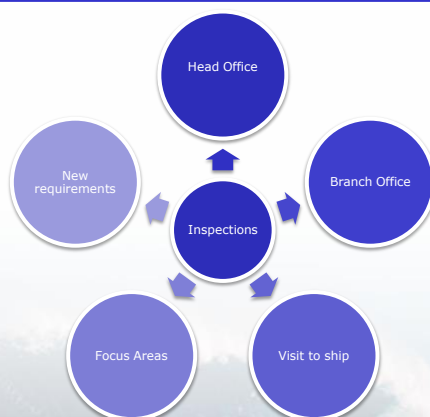 Head Office
New
requirements
Branch Office
Inspections
Focus Areas
Visit to ship